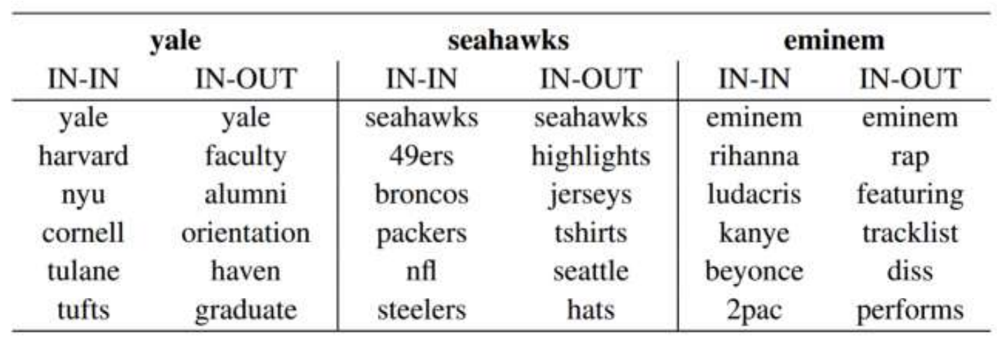 yale seahawks eminem
IN-IN IN-OUT IN-IN IN-OUT IN-IN IN-OUT
yale yale seahawks seahawks eminem eminem
harvard faculty 49ers highlights rihanna rap
nyu alumni broncos jerseys ludacris featuring
cornell orientation packers tshirts kanye tracklist
tulane haven nfl seattle beyonce diss
tufts graduate steelers hats 2pac performs